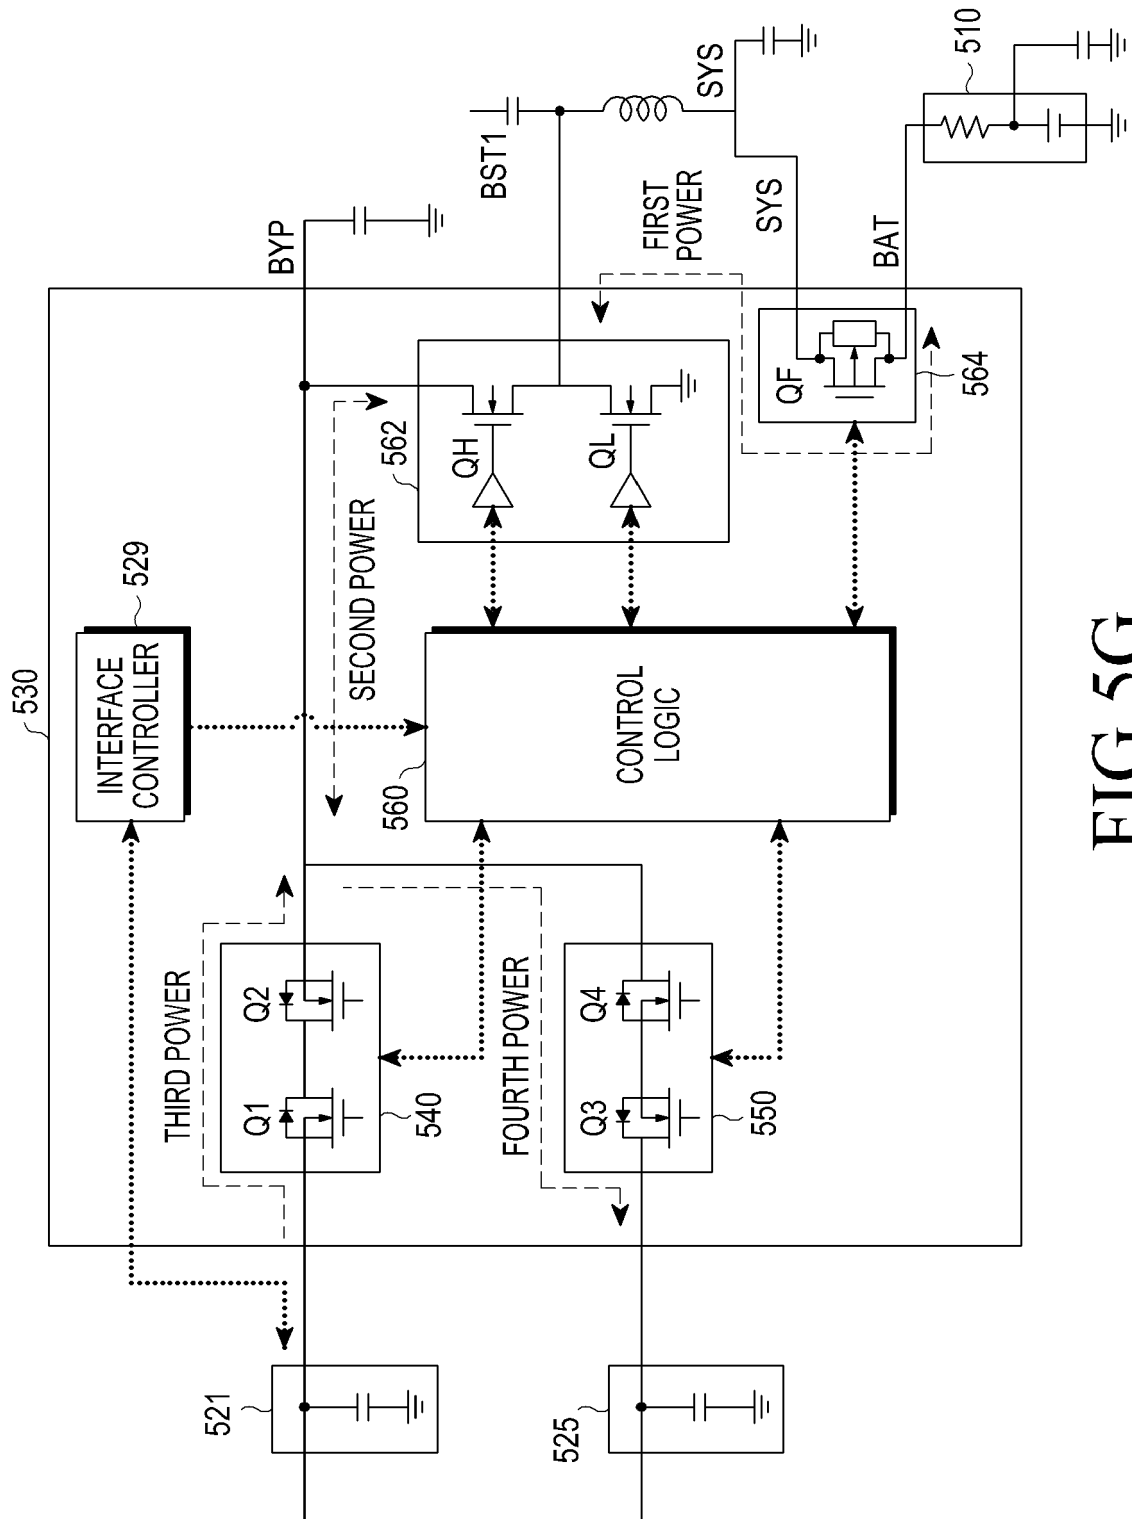 530
INTERFACE
CONTROLLER
529
BYP
BST1
SYS
SYS
BAT
510
FIRST
POWER
SECOND POWER
562
QH
QL
QF
564
560
CONTROL
LOGIC
THIRD POWER
Q1
Q2
540
FOURTH POWER
Q3
Q4
550
521
525
FIG. 5G